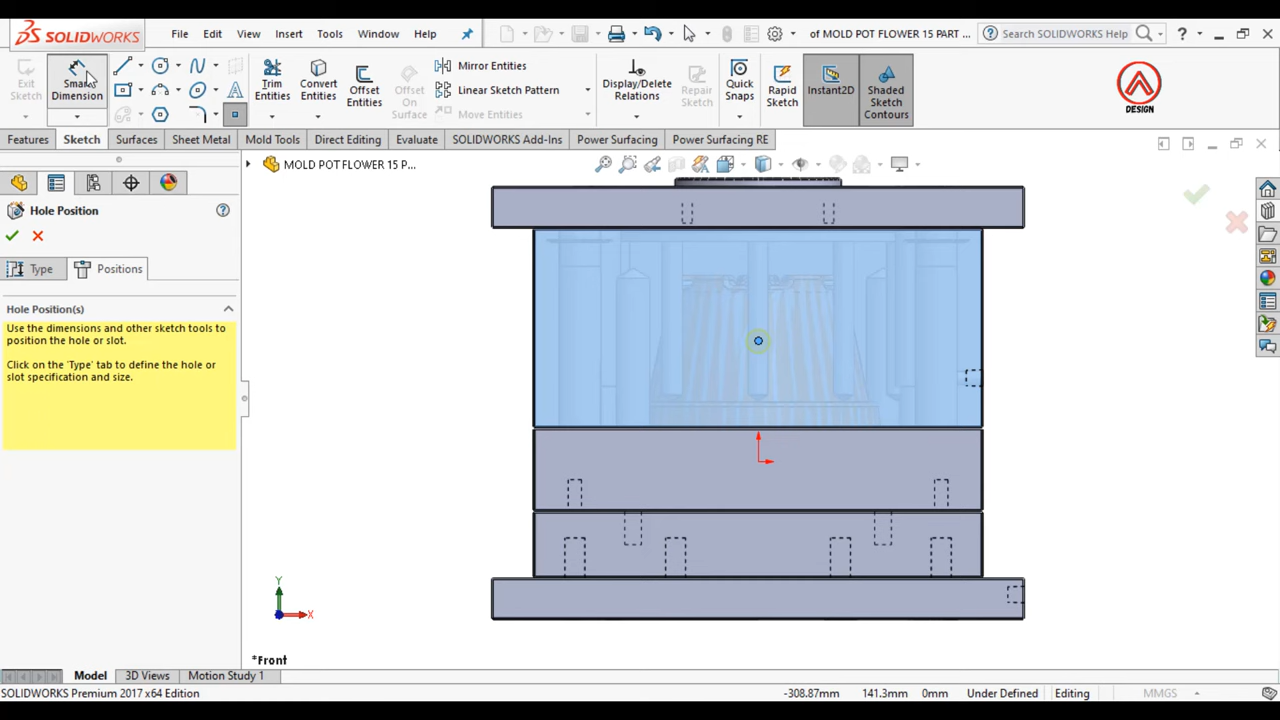 SOLIDWORKS
File Edit View Insert Tools Window Help
of MOLD POT FLOWER 15 PART ...
Search SOLIDWORKS Help
Exit Sketch
Smart Dimension
Trim Entities
Convert Entities
Offset Entities
Offset On Surface
Mirror Entities
Linear Sketch Pattern
Move Entities
Display/Delete Relations
Repair Sketch
Quick Snaps
Rapid Sketch
Instant2D
Shaded Sketch Contours
DESIGN
Features Sketch Surfaces Sheet Metal Mold Tools Direct Editing Evaluate SOLIDWORKS Add-Ins Power Surfacing Power Surfacing RE
MOLD POT FLOWER 15 P...
Hole Position
Type Positions
Hole Position(s)
Use the dimensions and other sketch tools to
position the hole or slot.
Click on the 'Type' tab to define the hole or
slot specification and size.
Y
X
*Front
Model 3D Views Motion Study 1
SOLIDWORKS Premium 2017 x64 Edition
-308.87mm 141.3mm 0mm Under Defined Editing MMGS